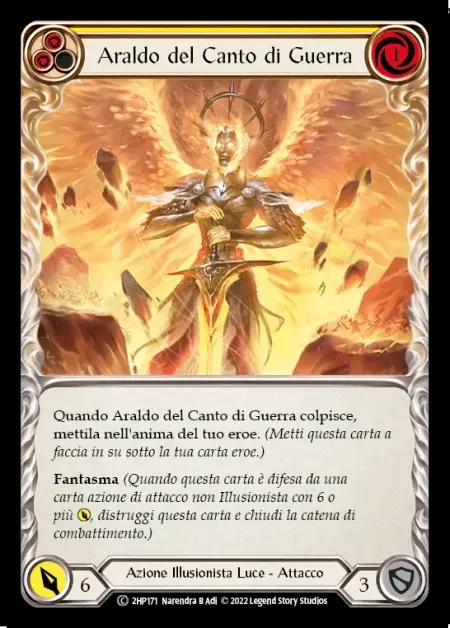 1
Araldo del Canto di Guerra
Quando Araldo del Canto di Guerra colpisce,
mettila nell'anima del tuo eroe. (Metti questa carta a
faccia in su sotto la tua carta eroe.)
Fantasma (Quando questa carta è difesa da una
carta azione di attacco non Illusionista con 6 o
più , distruggi questa carta e chiudi la catena di
combattimento.)
6
Azione Illusionista Luce - Attacco
3
C 2HP171 Narendra B Adi © 2022 Legend Story Studios